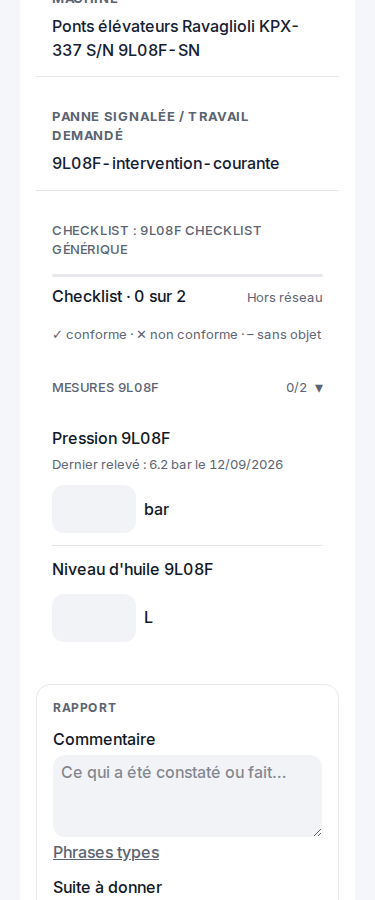 MACHINE
Ponts élévateurs Ravaglioli KPX-
337 S/N 9L08F-SN
PANNE SIGNALÉE / TRAVAIL
DEMANDÉ
9L08F-intervention-courante
CHECKLIST : 9L08F CHECKLIST
GÉNÉRIQUE
Checklist · 0 sur 2 Hors réseau
✓ conforme · ✕ non conforme · – sans objet
MESURES 9L08F 0/2 ▼
Pression 9L08F
Dernier relevé : 6.2 bar le 12/09/2026
bar
Niveau d'huile 9L08F
L
RAPPORT
Commentaire
Ce qui a été constaté ou fait…
Phrases types
Suite à donner